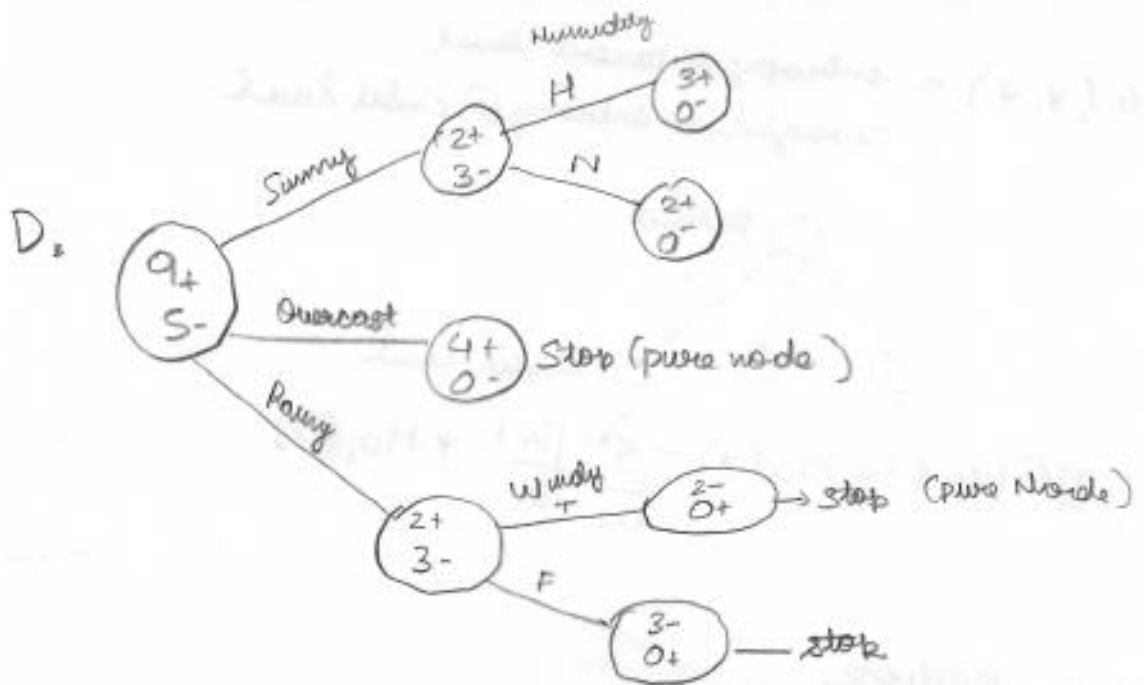 Humidity
H
3+
0-
Sunny
2+
3-
N
2+
0-
D.
9+
5-
Overcast
4+
0-
Stop (pure node)
Rainy
2+
3-
Windy
T
2-
0+
→ stop (pure Node)
F
3-
0+
— stop